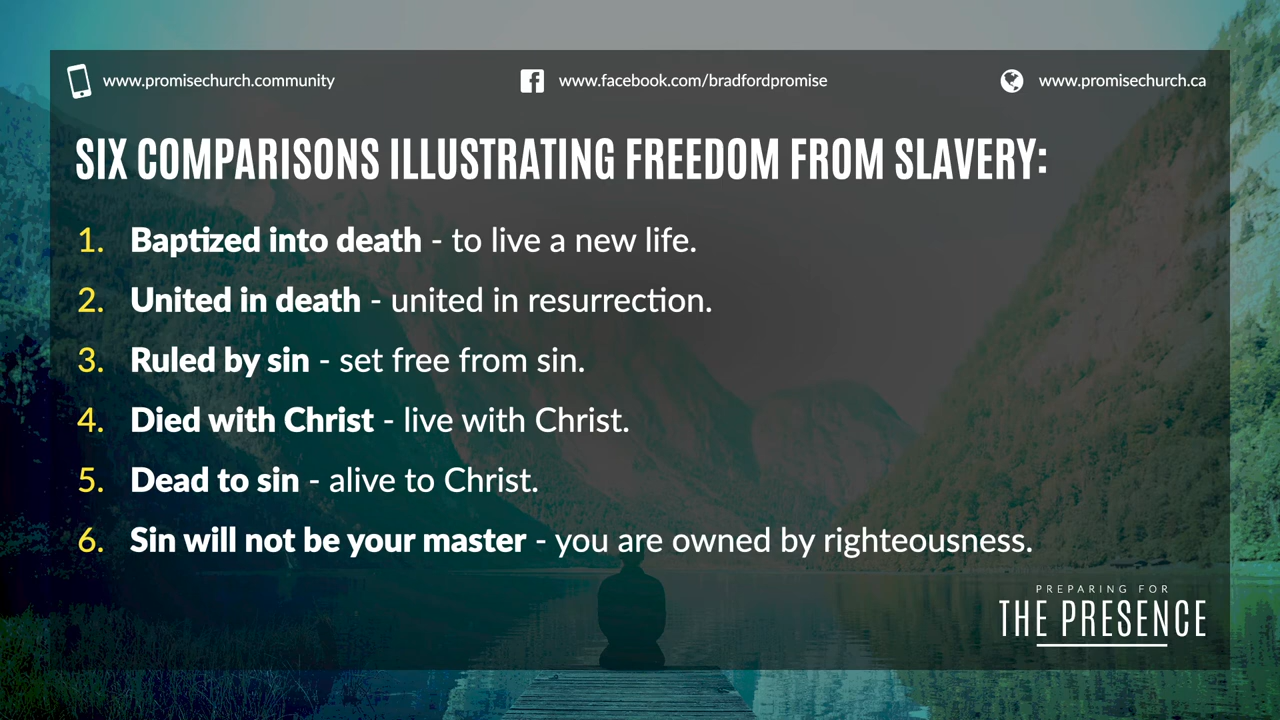 www.promisechurch.community
www.facebook.com/bradfordpromise
www.promisechurch.ca
SIX COMPARISONS ILLUSTRATING FREEDOM FROM SLAVERY:
1. Baptized into death - to live a new life.
2. United in death - united in resurrection.
3. Ruled by sin - set free from sin.
4. Died with Christ - live with Christ.
5. Dead to sin - alive to Christ.
6. Sin will not be your master - you are owned by righteousness.
PREPARING FOR
THE PRESENCE